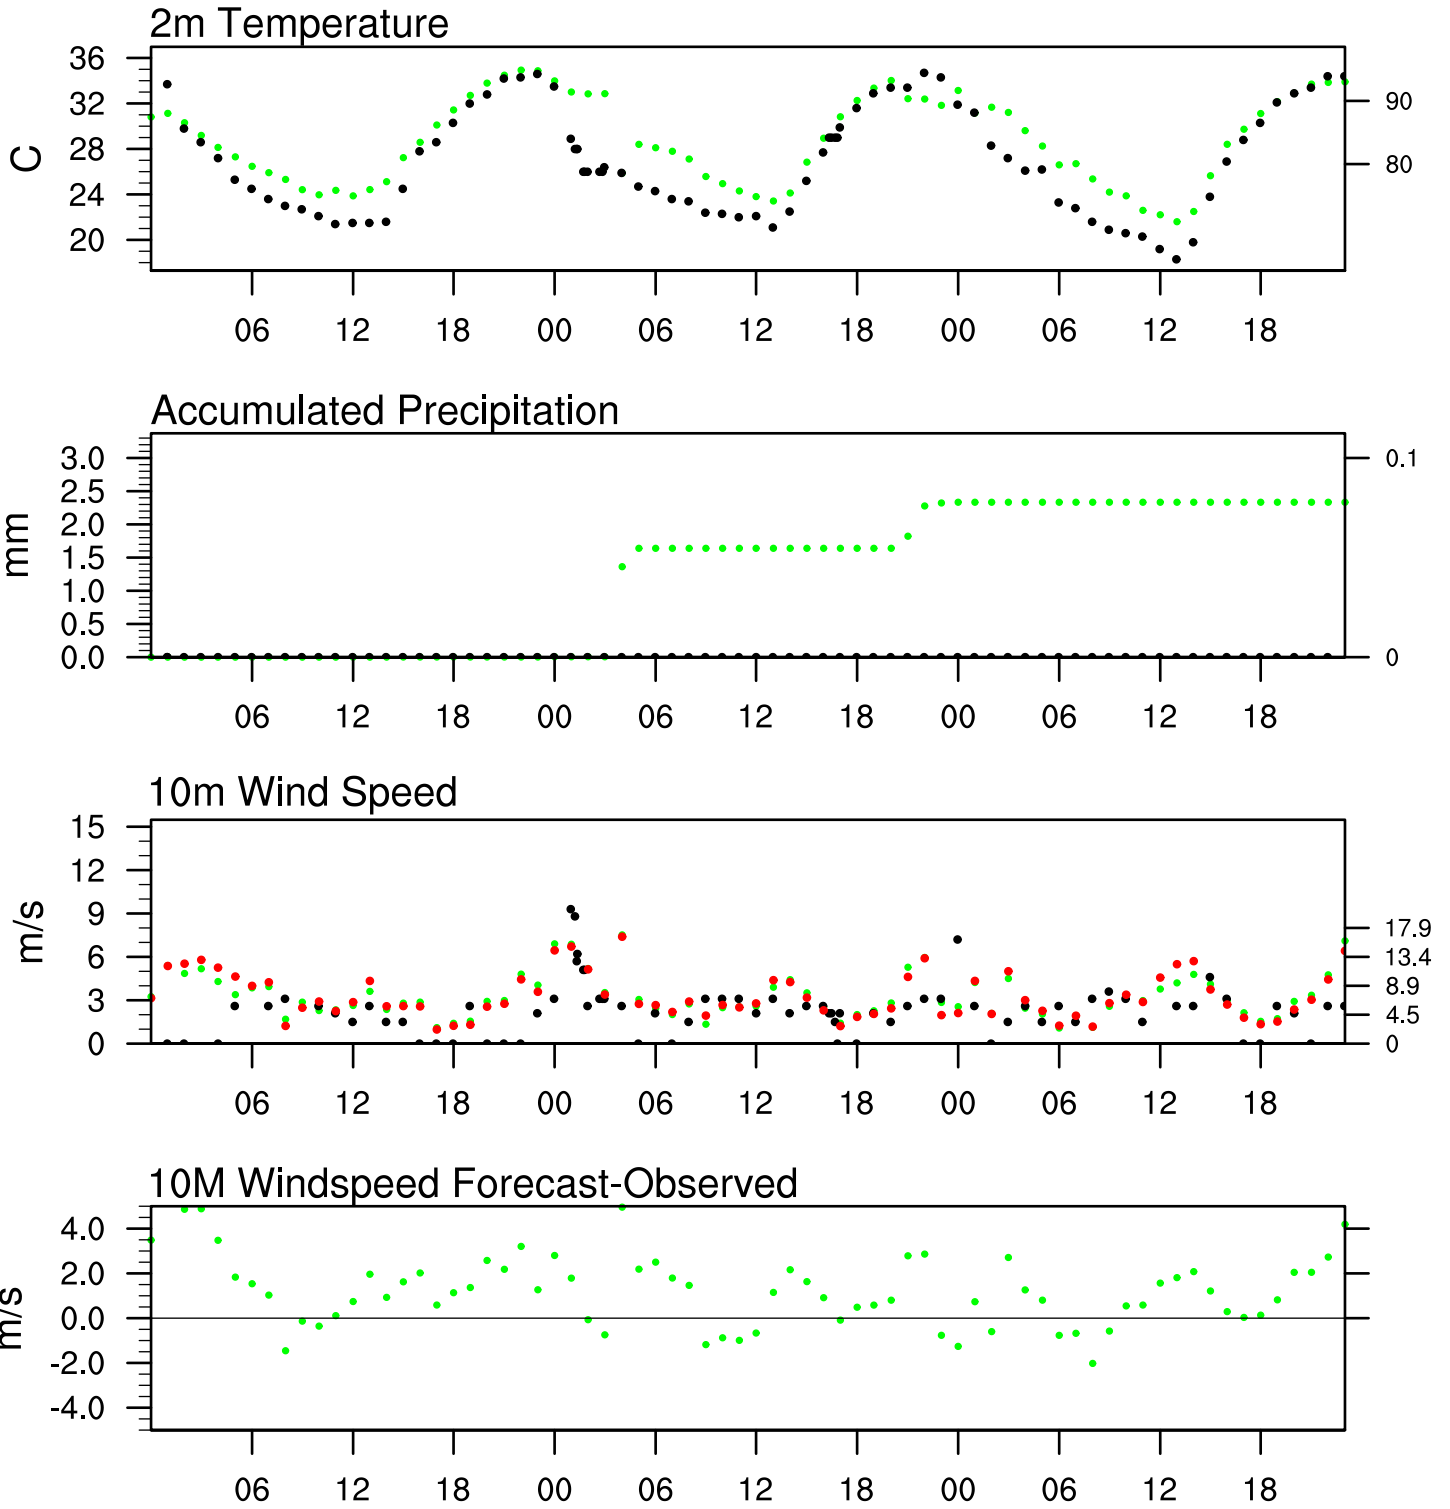 2m Temperature
36
32
28
24
20
C
90
80
06 12 18 00 06 12 18 00 06 12 18
Accumulated Precipitation
3.0
2.5
2.0
1.5
1.0
0.5
0.0
mm
0.1
0
06 12 18 00 06 12 18 00 06 12 18
10m Wind Speed
15
12
9
6
3
0
m/s
17.9
13.4
8.9
4.5
0
06 12 18 00 06 12 18 00 06 12 18
10M Windspeed Forecast-Observed
4.0
2.0
0.0
-2.0
-4.0
m/s
06 12 18 00 06 12 18 00 06 12 18